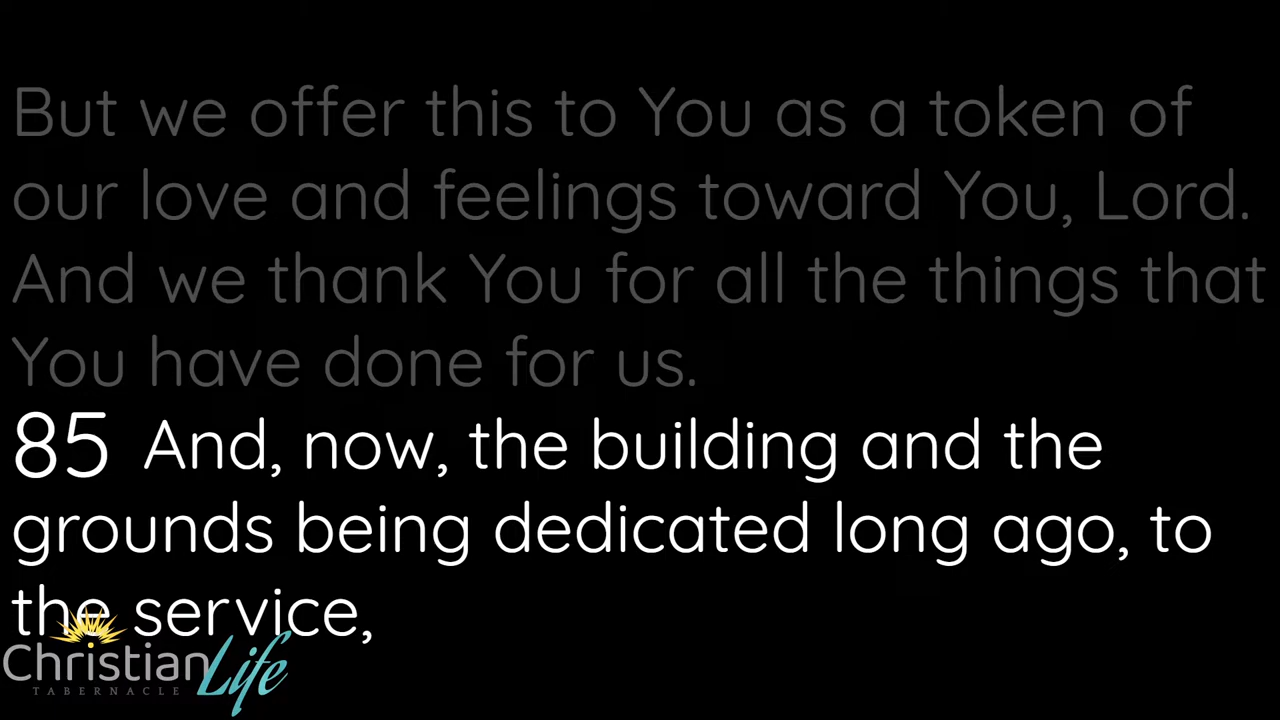 But we offer this to You as a token of
our love and feelings toward You, Lord.
And we thank You for all the things that
You have done for us.
85 And, now, the building and the
grounds being dedicated long ago, to
the service,
Christian Life
TABERNACLE